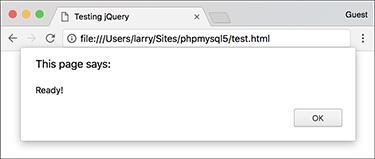 Testing jQuery
Guest
file:///Users/larry/Sites/phpmysql5/test.html
This page says:
Ready!
OK